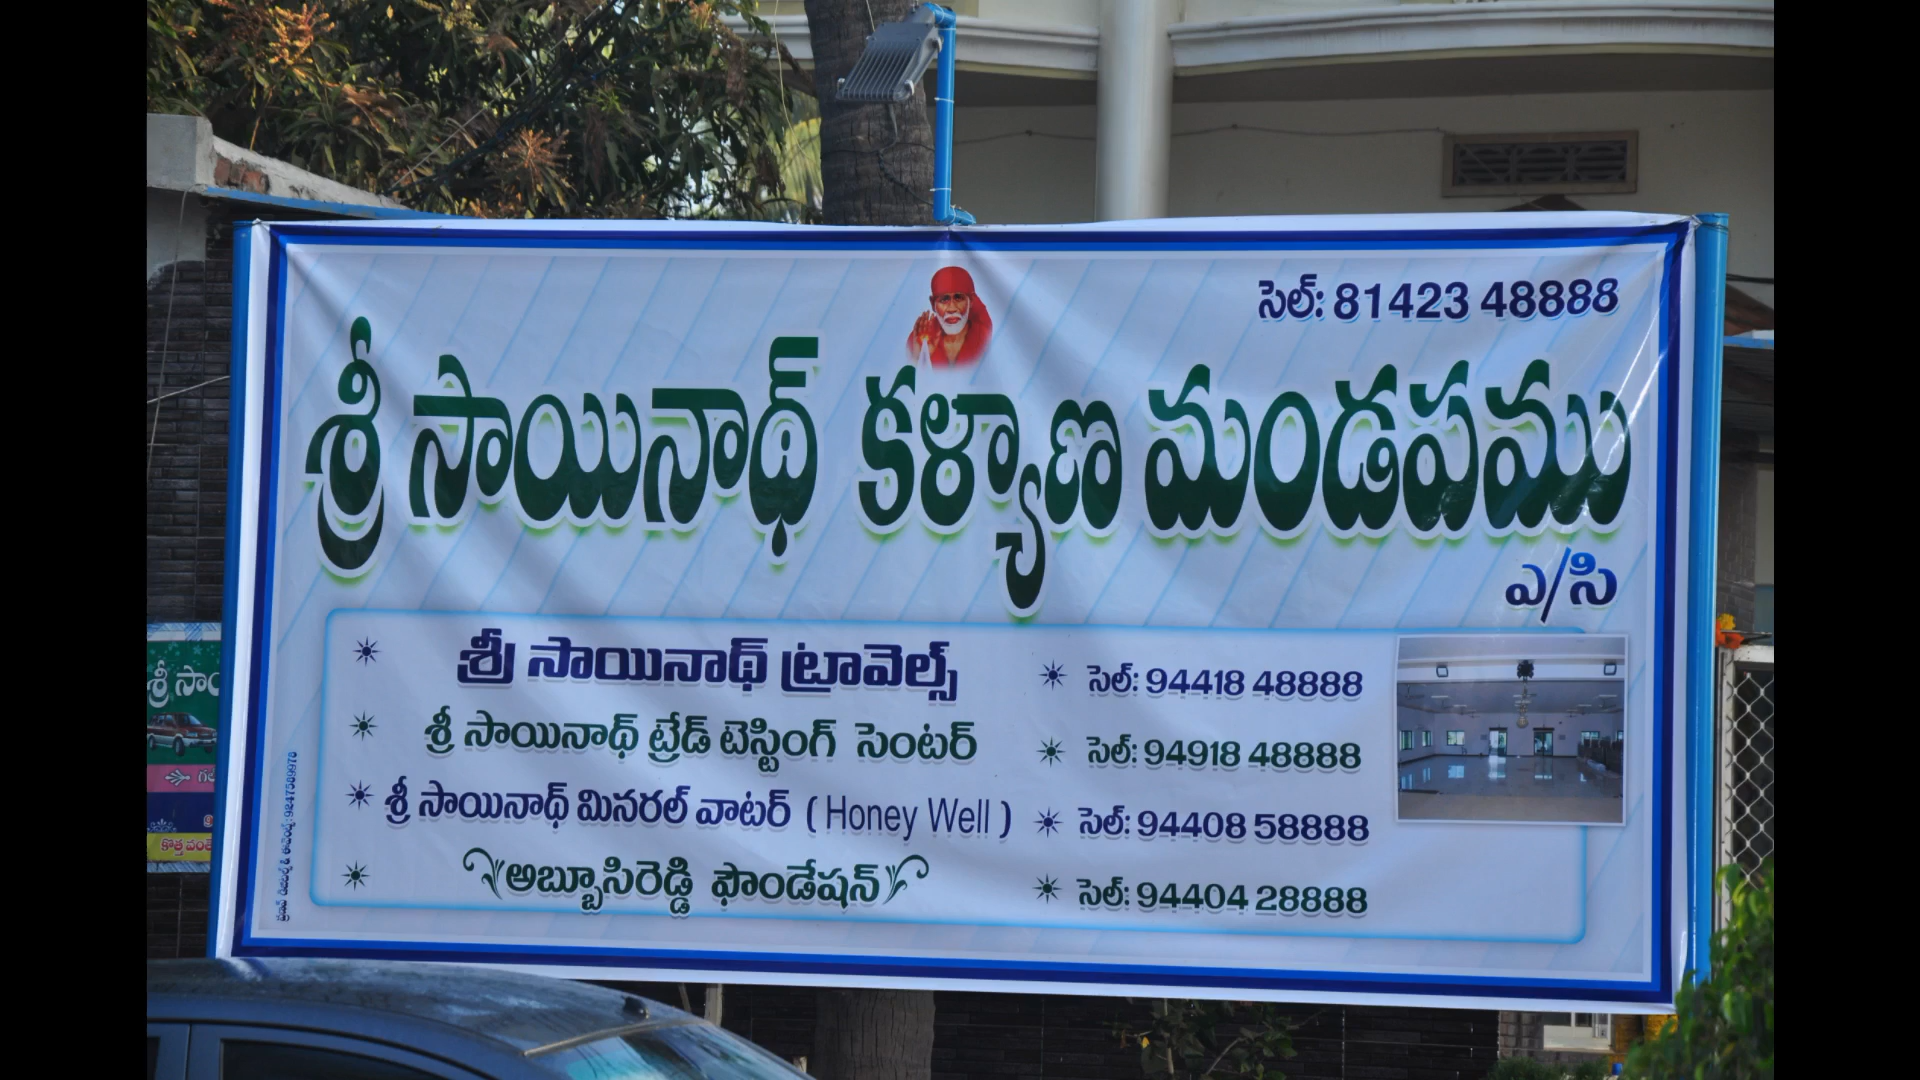 సెల్: 81423 48888
శ్రీ సాయినాథ్ కళ్యాణ మండపము
ఎ/సి
శ్రీ సాయినాథ్ ట్రావెల్స్ సెల్: 94418 48888
శ్రీ సాయినాథ్ ట్రేడ్ టెస్టింగ్ సెంటర్ సెల్: 94918 48888
శ్రీ సాయినాథ్ మినరల్ వాటర్ ( Honey Well ) సెల్: 94408 58888
అబ్బూసిరెడ్డి ఫౌండేషన్ సెల్: 94404 28888
శ్రీ